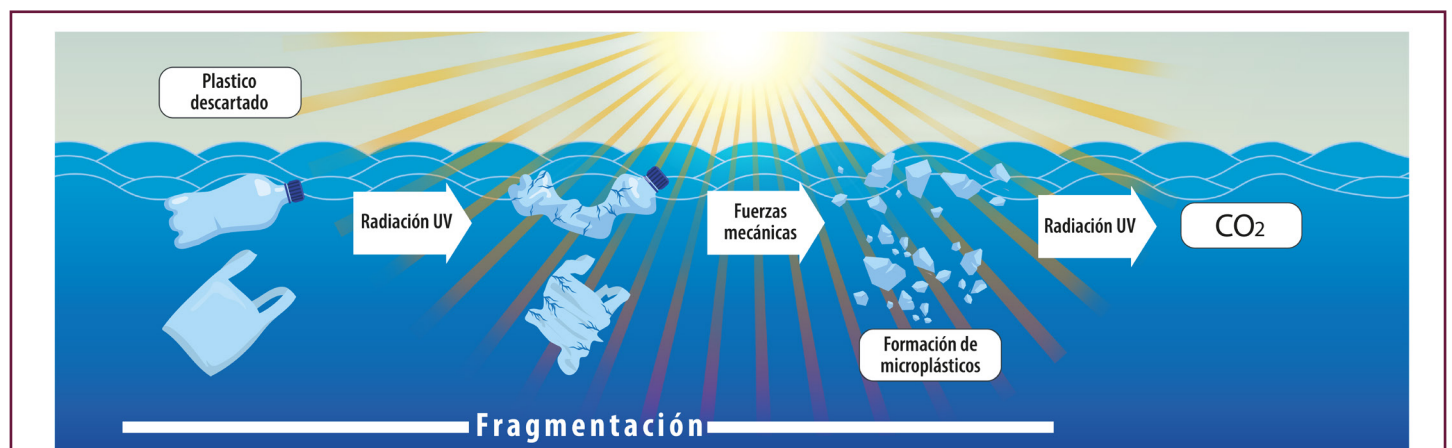 Plastico
descartado
Radiación UV
Fuerzas
mecánicas
Radiación UV
CO₂
Formación de
microplásticos
Fragmentación